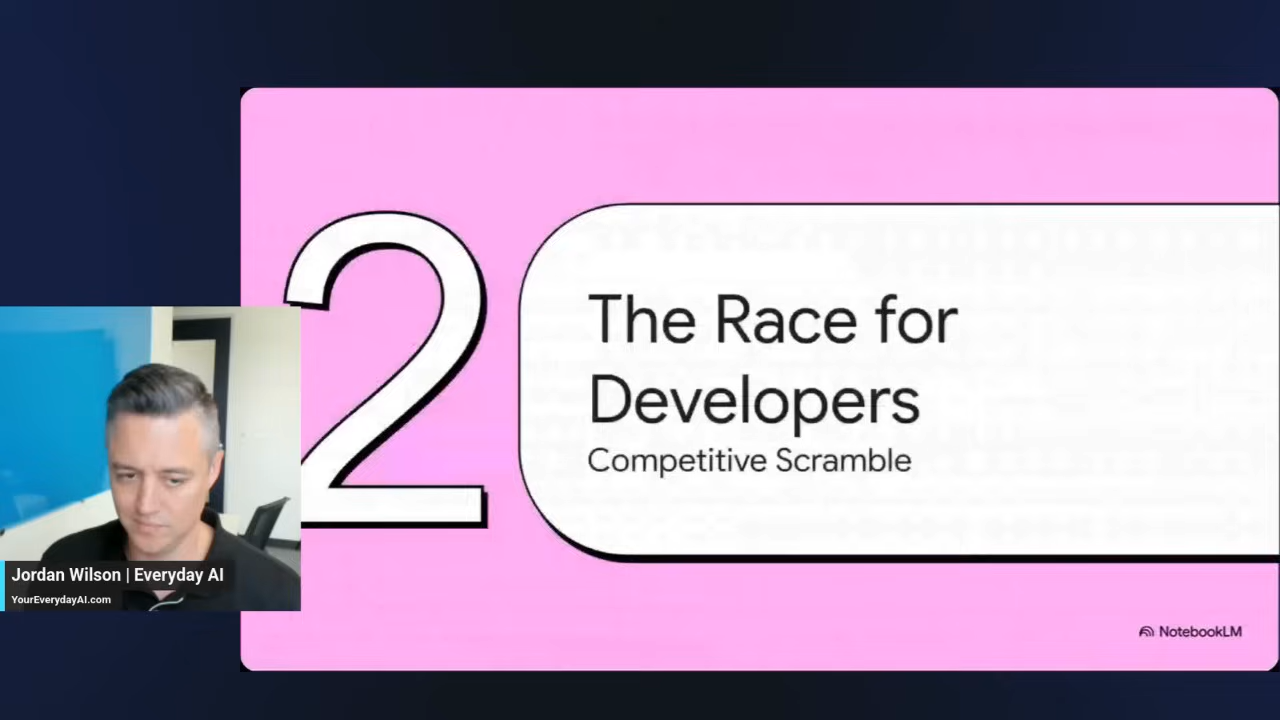 2
The Race for
Developers
Competitive Scramble
Jordan Wilson | Everyday AI
YourEverydayAI.com
NotebookLM